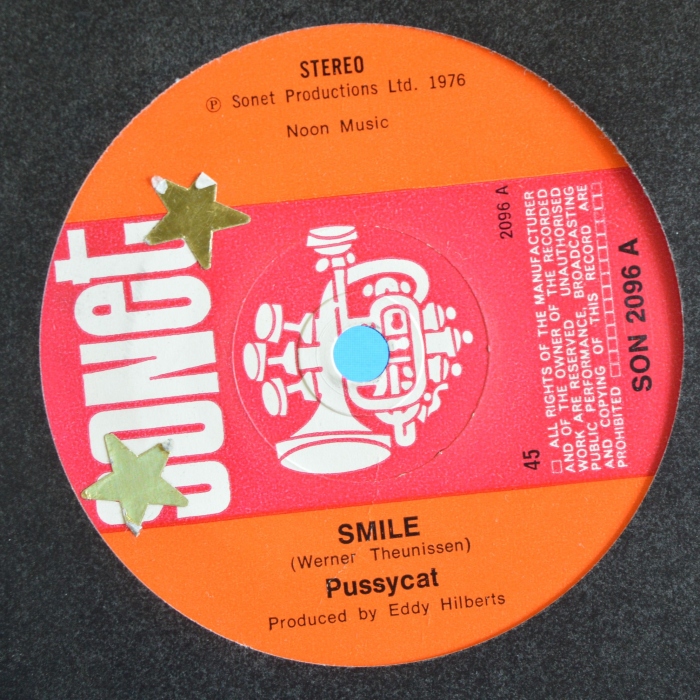 STEREO
℗ Sonet Productions Ltd. 1976
Noon Music
sonet
2096 A
ALL RIGHTS OF THE MANUFACTURER
AND OF THE OWNER OF THE RECORDED
WORK ARE RESERVED UNAUTHORISED
PUBLIC PERFORMANCE, BROADCASTING
AND COPYING OF THIS RECORD ARE
PROHIBITED
SON 2096 A
45
SMILE
(Werner Theunissen)
Pussycat
Produced by Eddy Hilberts